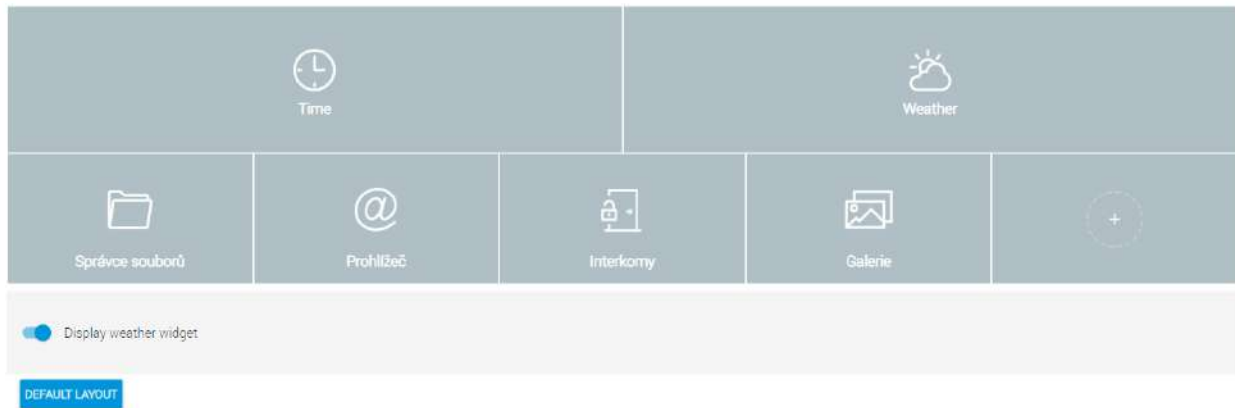 Time
Weather
Správce souborů
Prohlížeč
Interkomy
Galerie
Display weather widget
DEFAULT LAYOUT